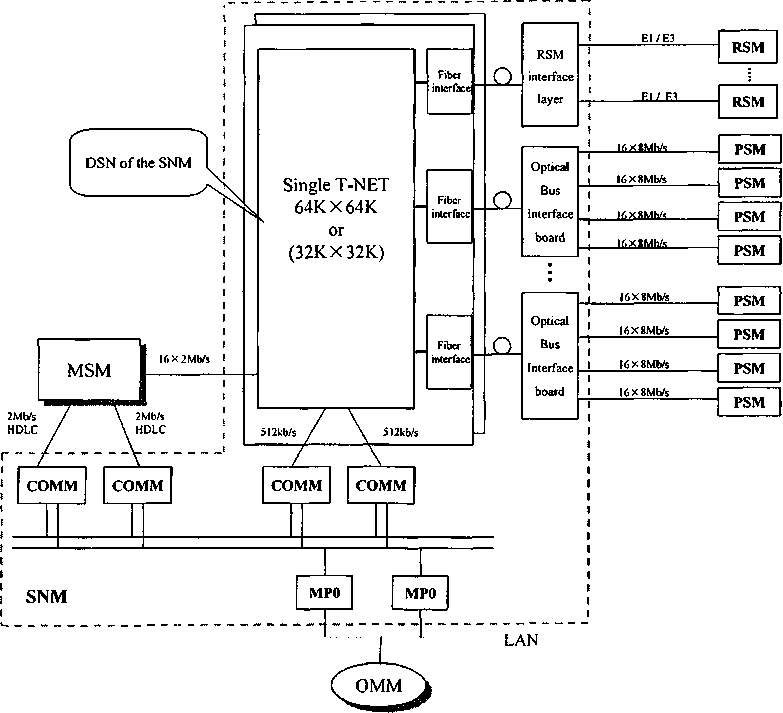 DSN of the SNM
Single T-NET
64K×64K
or
(32K×32K)
Fiber
interface
Fiber
interface
Fiber
interface
RSM
interface
layer
E1 / E3
RSM
E1 / E3
RSM
Optical
Bus
Interface
board
16×8Mb/s
PSM
16×8Mb/s
PSM
16×8Mb/s
PSM
16×8Mb/s
PSM
Optical
Bus
Interface
board
16×8Mb/s
PSM
16×8Mb/s
PSM
16×8Mb/s
PSM
16×8Mb/s
PSM
MSM
16×2Mb/s
2Mb/s
HDLC
2Mb/s
HDLC
512kb/s
512kb/s
COMM
COMM
COMM
COMM
SNM
MP0
MP0
LAN
OMM